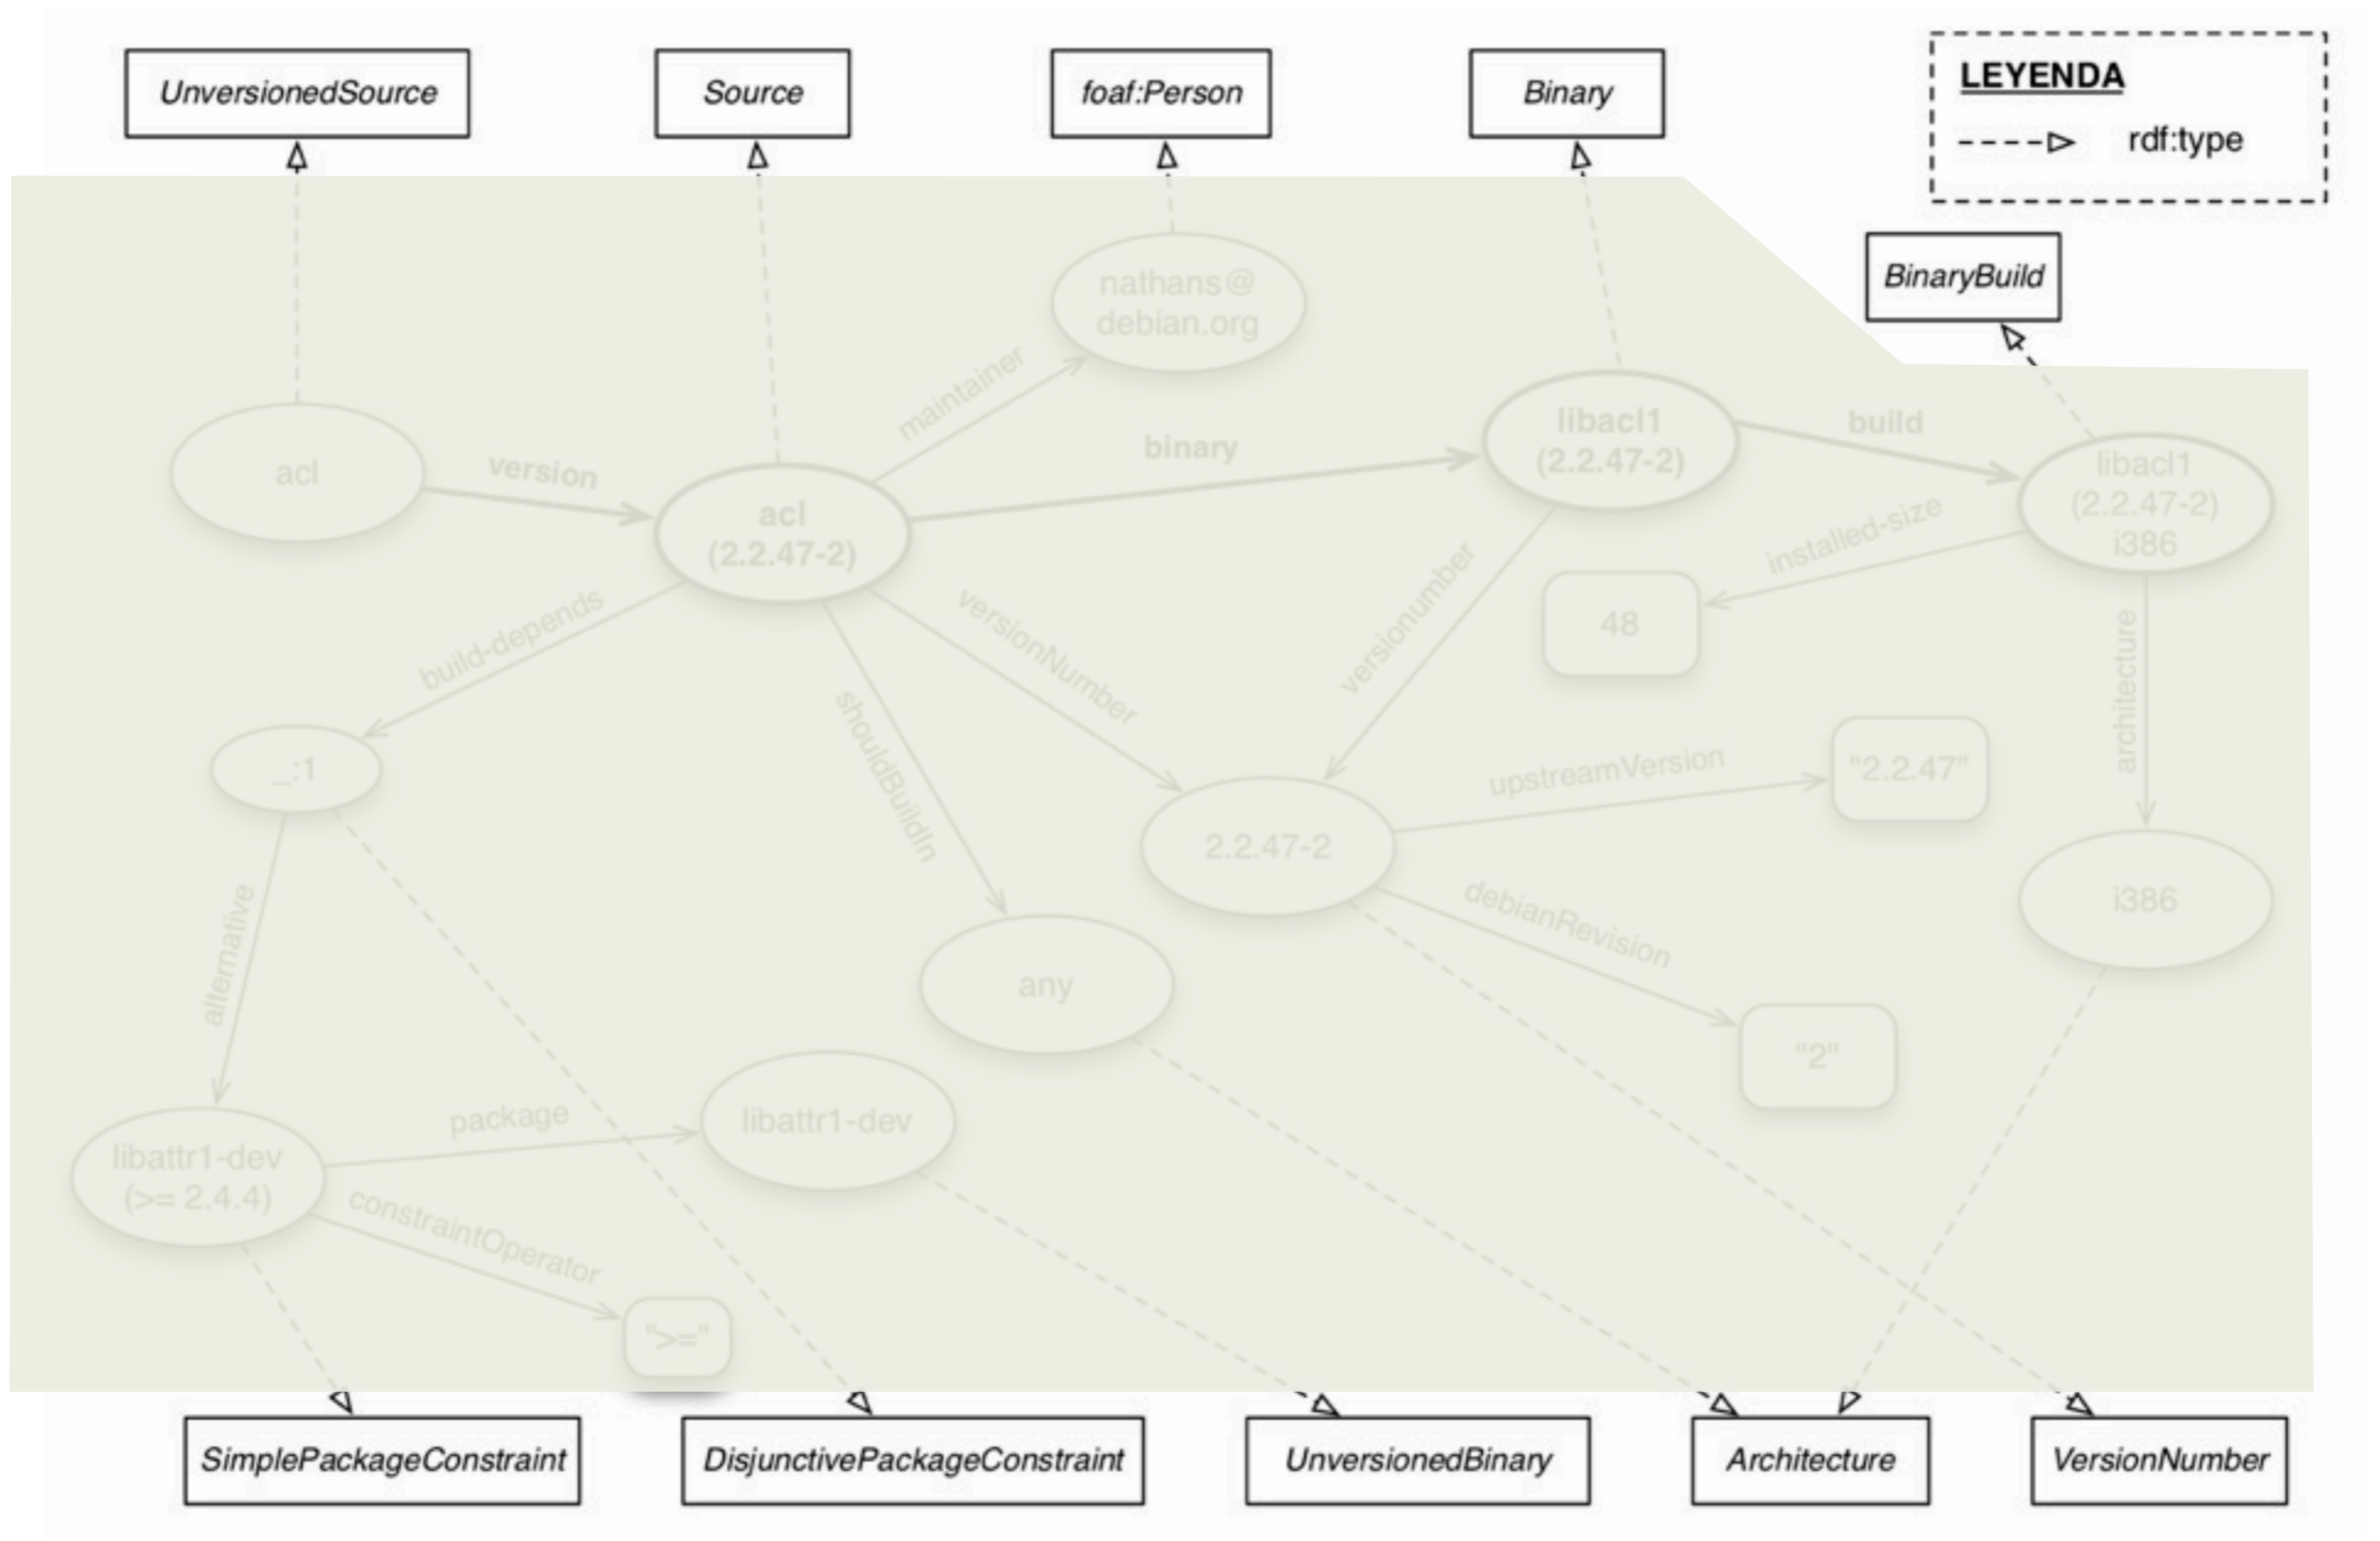 UnversionedSource
Source
foaf:Person
Binary
LEYENDA
rdf:type
BinaryBuild
nathans@
debian.org
maintainer
acl
version
acl
(2.2.47-2)
binary
libacl1
(2.2.47-2)
build
libacl1
(2.2.47-2)
i386
installed-size
48
build-depends
versionNumber
versionumber
shouldBuildIn
architecture
_:1
upstreamVersion
"2.2.47"
2.2.47-2
debianRevision
i386
alternative
any
"2"
libattr1-dev
(>= 2.4.4)
package
libattr1-dev
constraintOperator
">="
SimplePackageConstraint
DisjunctivePackageConstraint
UnversionedBinary
Architecture
VersionNumber